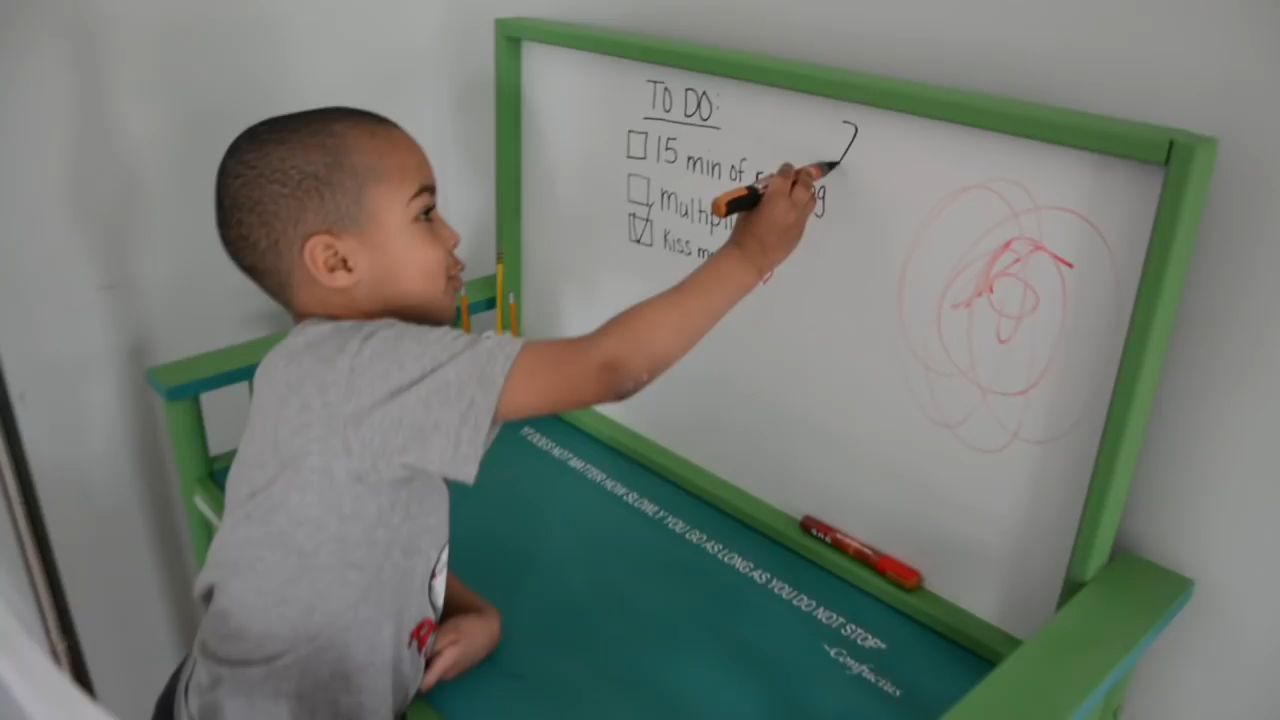 TO DO:
15 min of
Kiss
"IT DOES NOT MATTER HOW SLOWLY YOU GO AS LONG AS YOU DO NOT STOP"
-Confucius